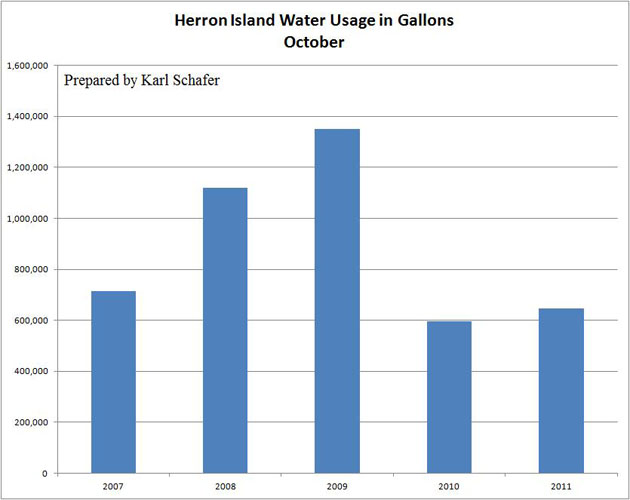 Herron Island Water Usage in Gallons
October
Prepared by Karl Schafer
1,600,000
1,400,000
1,200,000
1,000,000
800,000
600,000
400,000
200,000
0
2007 2008 2009 2010 2011